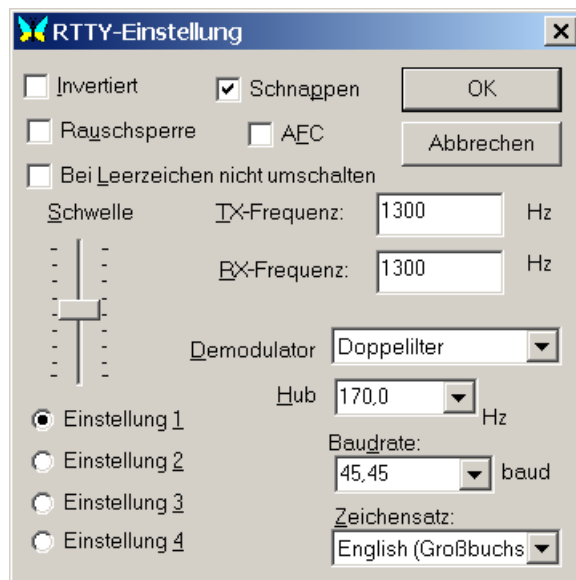 RTTY-Einstellung
Invertiert
Schnappen
OK
Rauschsperre
AFC
Abbrechen
Bei Leerzeichen nicht umschalten
Schwelle
TX-Frequenz: 1300 Hz
RX-Frequenz: 1300 Hz
Demodulator Doppelilter
Hub 170,0 Hz
Einstellung 1
Baudrate:
Einstellung 2
45,45 baud
Einstellung 3
Zeichensatz:
Einstellung 4
English (Großbuchs